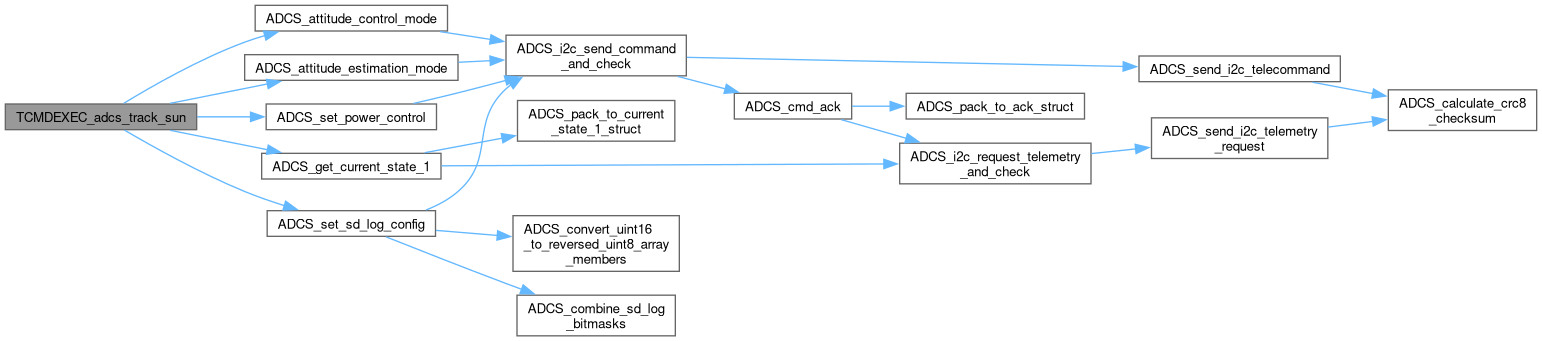 TCMDEXEC_adcs_track_sun
ADCS_attitude_control_mode
ADCS_attitude_estimation_mode
ADCS_set_power_control
ADCS_get_current_state_1
ADCS_set_sd_log_config
ADCS_i2c_send_command
_and_check
ADCS_pack_to_current
_state_1_struct
ADCS_convert_uint16
_to_reversed_uint8_array
_members
ADCS_combine_sd_log
_bitmasks
ADCS_cmd_ack
ADCS_pack_to_ack_struct
ADCS_i2c_request_telemetry
_and_check
ADCS_send_i2c_telecommand
ADCS_send_i2c_telemetry
_request
ADCS_calculate_crc8
_checksum